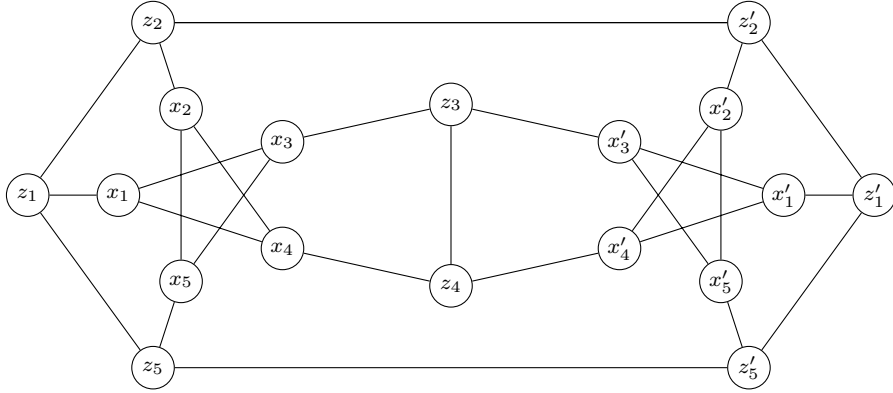 z₂ z′₂
x₂ z₃ x′₂
x₃ x′₃
z₁ x₁ x′₁ z′₁
x₄ x′₄
x₅ z₄ x′₅
z₅ z′₅